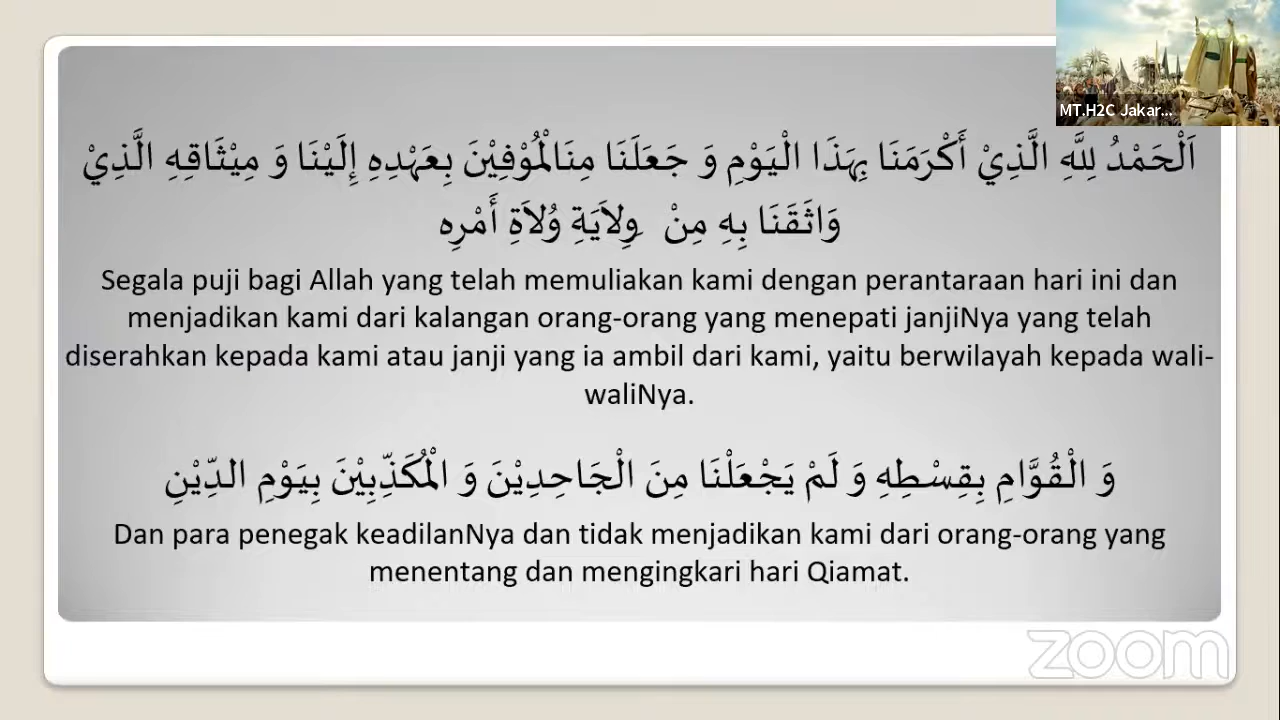 MT.H2C Jakar...
اَلْحَمْدُ لِلَّهِ الَّذِيْ أَكْرَمَنَا بِهَذَا الْيَوْمِ وَ جَعَلَنَا مِنَالْمُوْفِيْنَ بِعَهْدِهِ إِلَيْنَا وَ مِيْثَاقِهِ الَّذِيْ
وَاثَقَنَا بِهِ مِنْ وِلاَيَةِ وُلاَةِ أَمْرِه
Segala puji bagi Allah yang telah memuliakan kami dengan perantaraan hari ini dan
menjadikan kami dari kalangan orang-orang yang menepati janjiNya yang telah
diserahkan kepada kami atau janji yang ia ambil dari kami, yaitu berwilayah kepada wali-
waliNya.
وَ الْقُوَّامِ بِقِسْطِهِ وَ لَمْ يَجْعَلْنَا مِنَ الْجَاحِدِيْنَ وَ الْمُكَذِّبِيْنَ بِيَوْمِ الدِّيْنِ
Dan para penegak keadilanNya dan tidak menjadikan kami dari orang-orang yang
menentang dan mengingkari hari Qiamat.
zoom